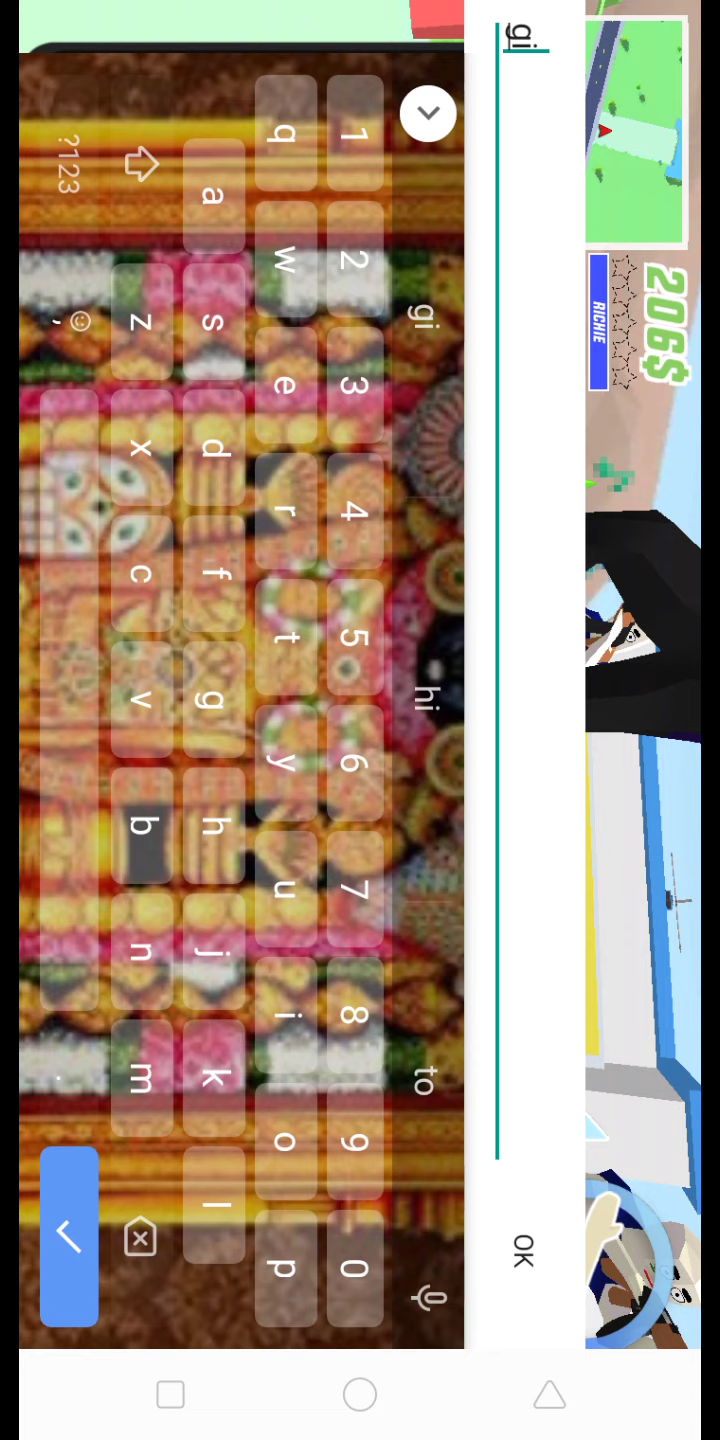 206$
RICHIE
gi
OK
gi hi to
1 2 3 4 5 6 7 8 9 0
q w e r t y u i o p
a s d f g h j k l
z x c v b n m
?123 , .